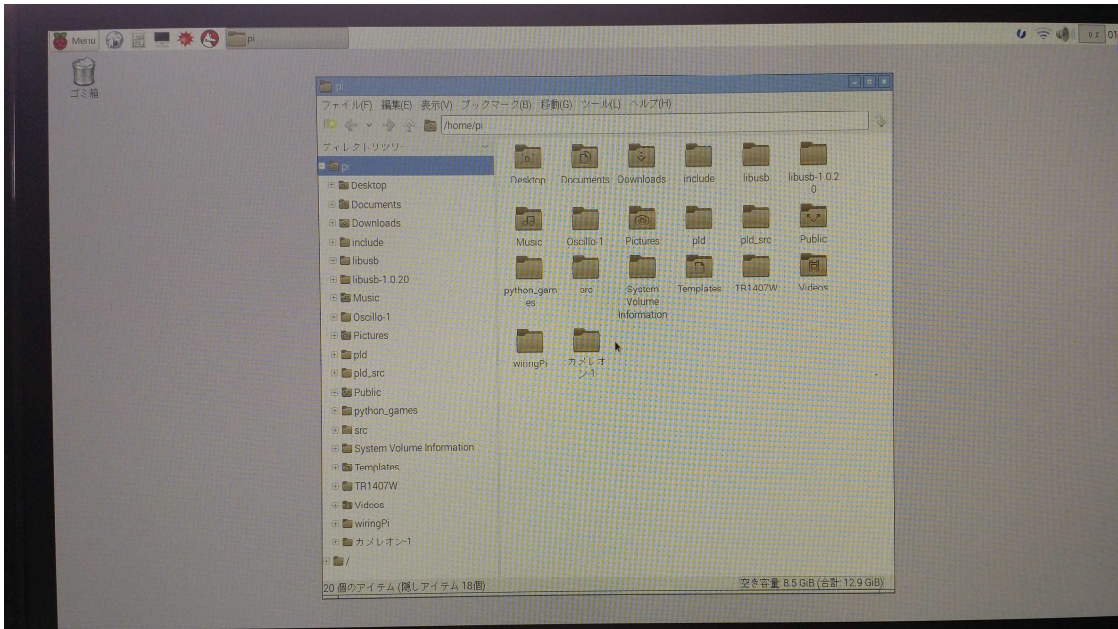 Menu
pi
01
ゴミ箱
pi
ファイル(F) 編集(E) 表示(V) ブックマーク(B) 移動(G) ツール(L) ヘルプ(H)
/home/pi
ディレクトリツリー
pi
Desktop
Documents
Downloads
include
libusb
libusb-1.0.20
Music
Oscillo-1
Pictures
pld
pld_src
Public
python_games
src
System Volume Information
Templates
TR1407W
Videos
wiringPi
カメレオン-1
/
Desktop Documents Downloads include libusb libusb-1.0.2
0
Music Oscillo-1 Pictures pld pld_src Public
python_gam src System Templates TR1407W Videos
es Volume
Information
wiringPi カメレオ
ン-1
20 個のアイテム (隠しアイテム 18個)
空き容量: 8.5 GiB (合計: 12.9 GiB)